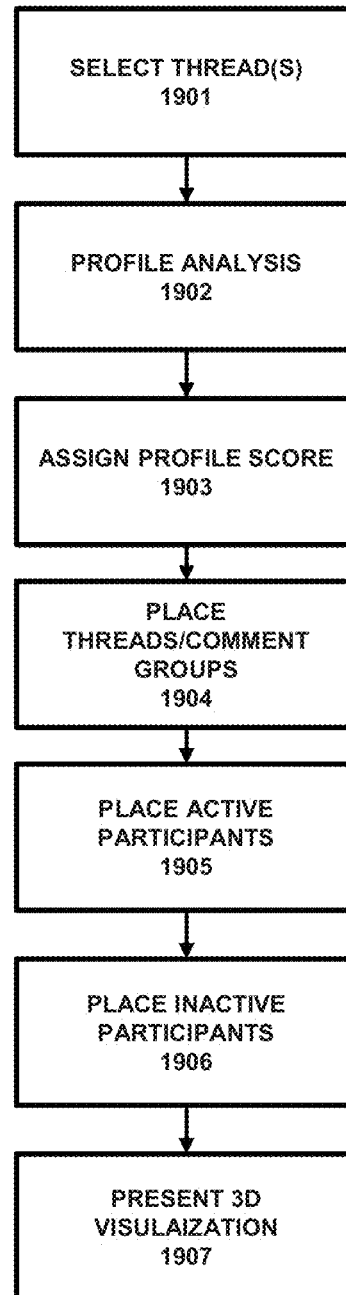 SELECT THREAD(S)
1901
PROFILE ANALYSIS
1902
ASSIGN PROFILE SCORE
1903
PLACE
THREADS/COMMENT
GROUPS
1904
PLACE ACTIVE
PARTICIPANTS
1905
PLACE INACTIVE
PARTICIPANTS
1906
PRESENT 3D
VISULAIZATION
1907